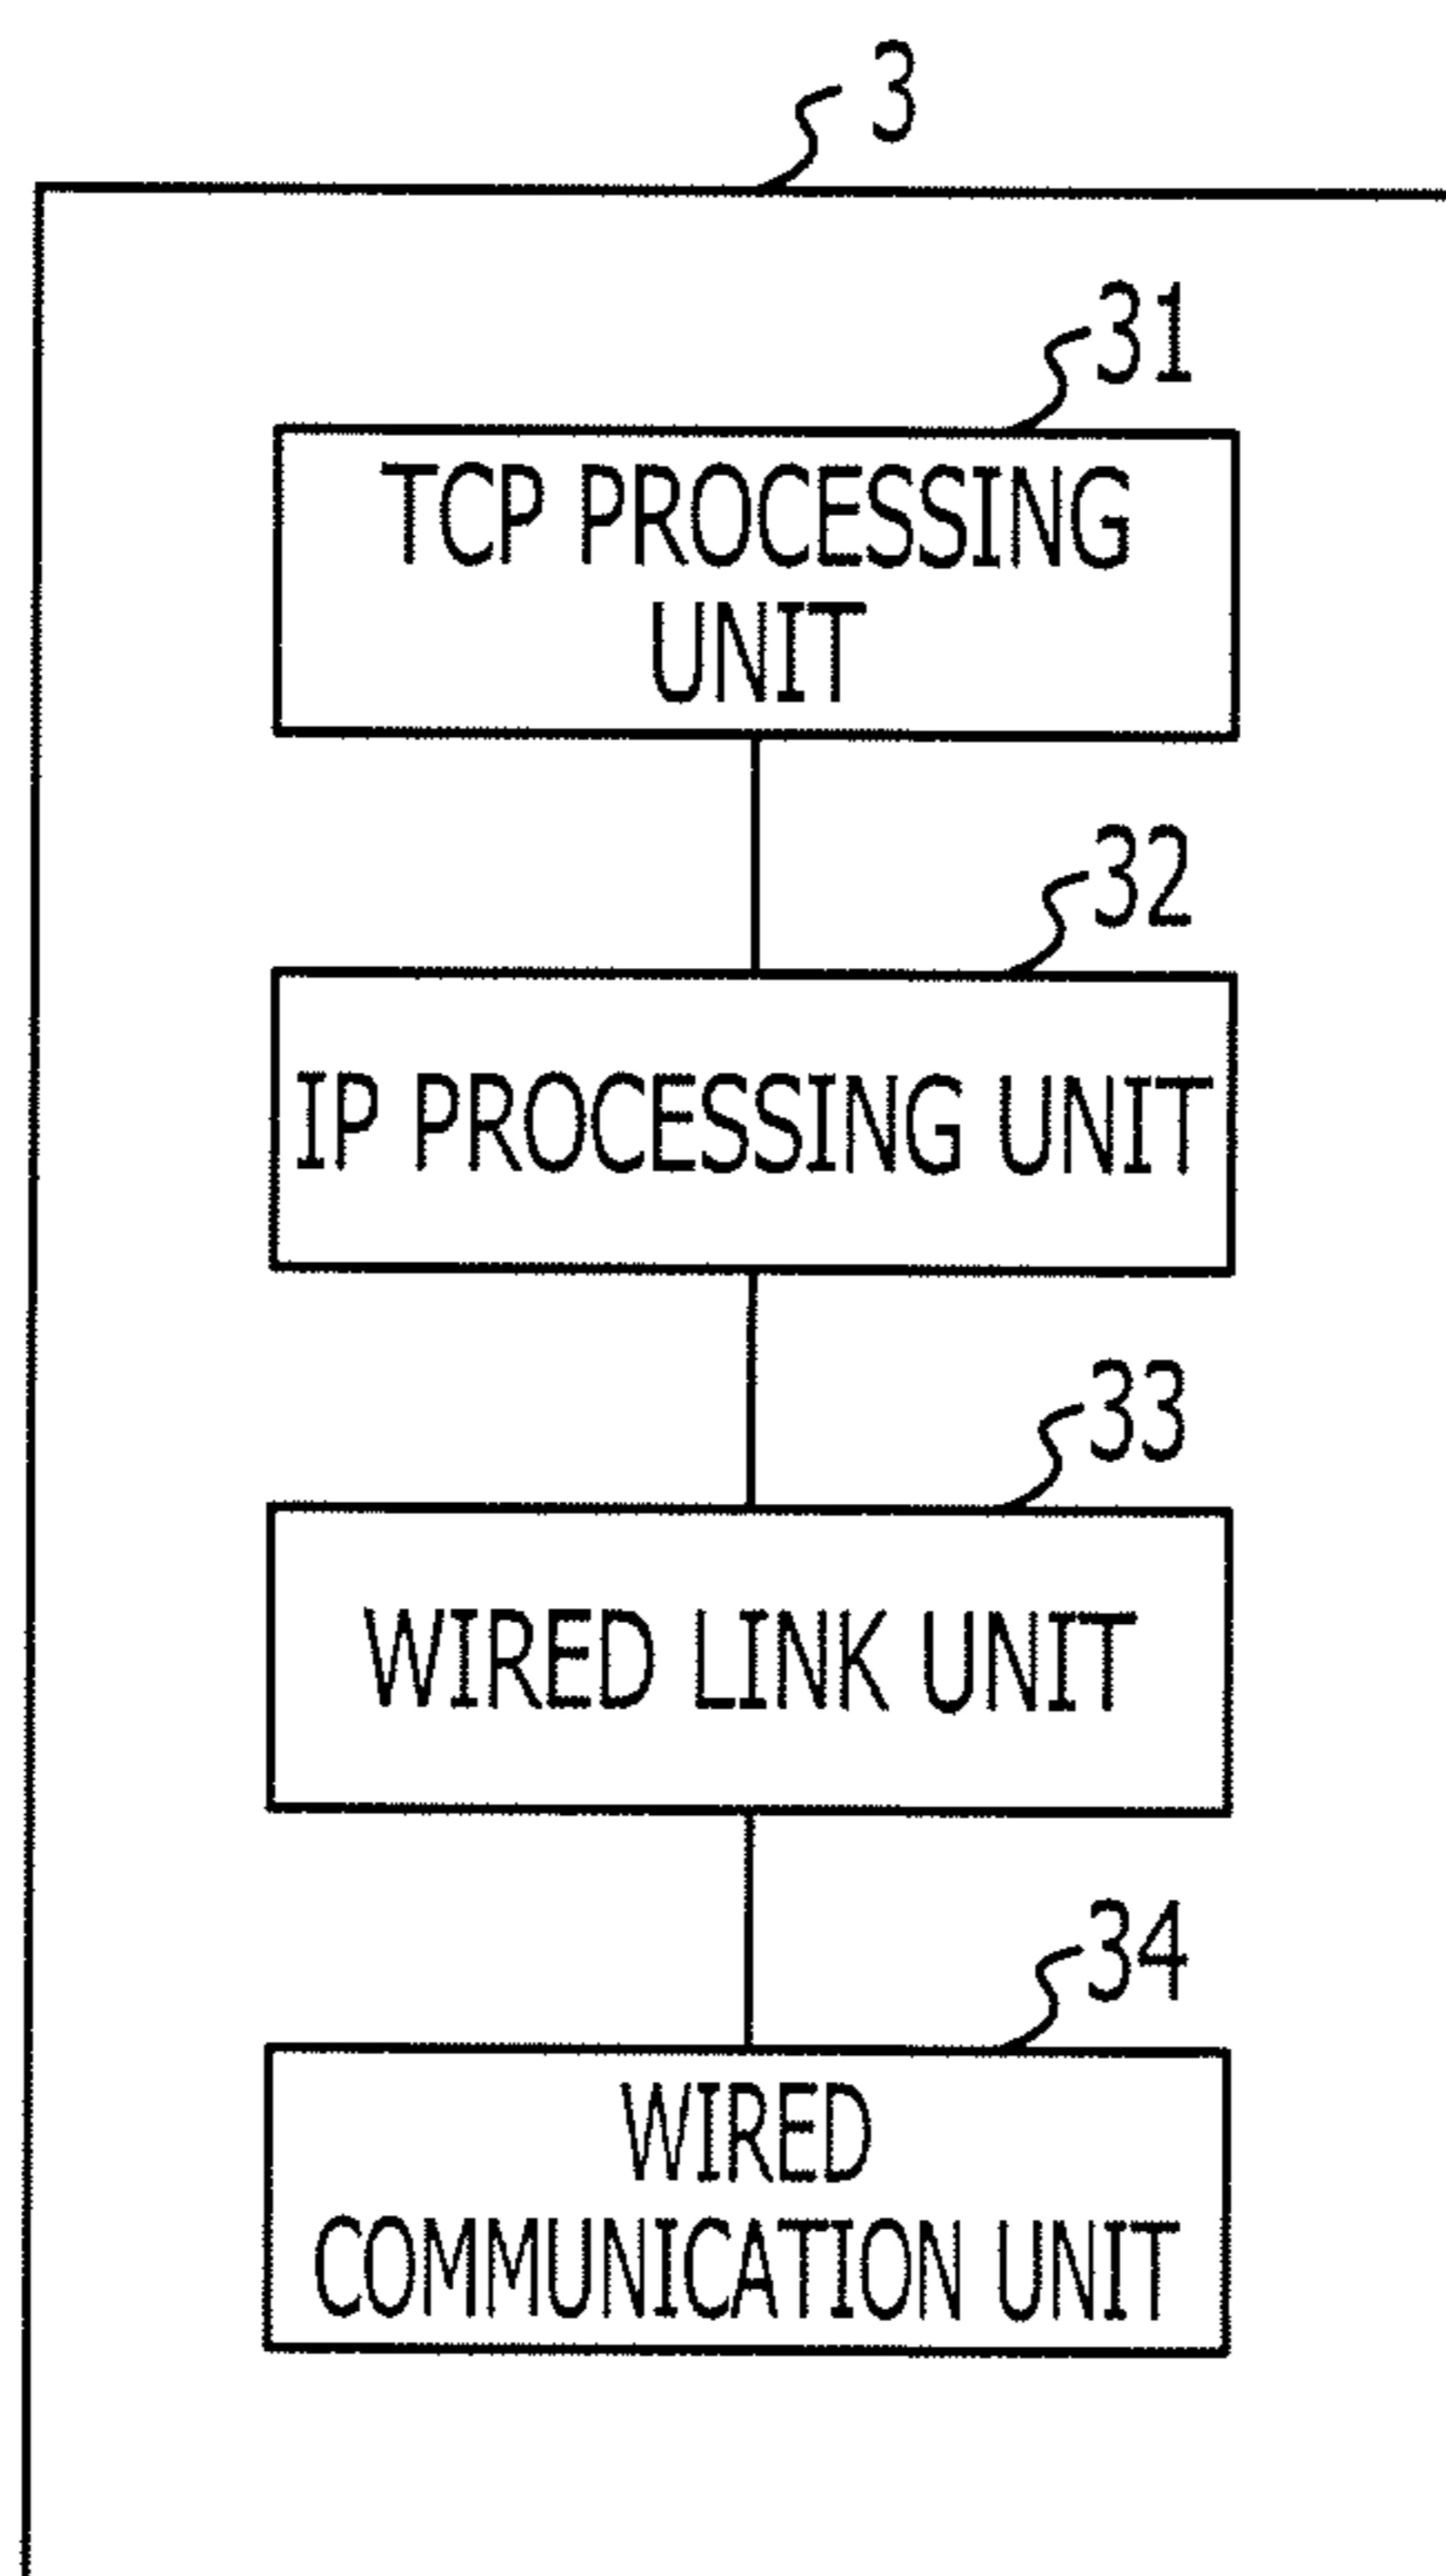 3
31
TCP PROCESSING
UNIT
32
IP PROCESSING UNIT
33
WIRED LINK UNIT
34
WIRED
COMMUNICATION UNIT